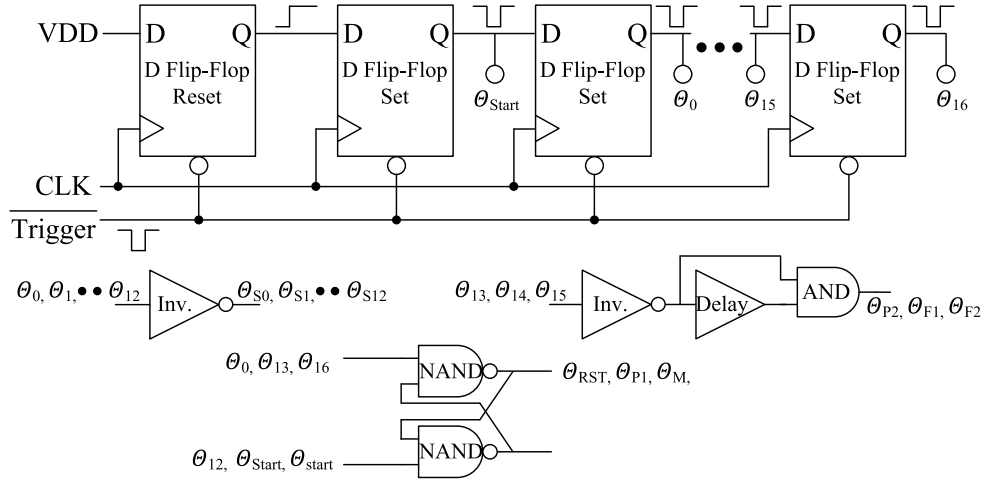 VDD
D Q
D Flip-Flop
Reset
D Q
D Flip-Flop
Set
Θ_Start
D Q
D Flip-Flop
Set
Θ_0
Θ_15
D Q
D Flip-Flop
Set
Θ_16
CLK
Trigger
Θ_0, Θ_1, •• Θ_12
Inv.
Θ_S0, Θ_S1, •• Θ_S12
Θ_13, Θ_14, Θ_15
Inv.
Delay
AND
Θ_P2, Θ_F1, Θ_F2
Θ_0, Θ_13, Θ_16
NAND
Θ_RST, Θ_P1, Θ_M,
NAND
Θ_12, Θ_Start, Θ_start